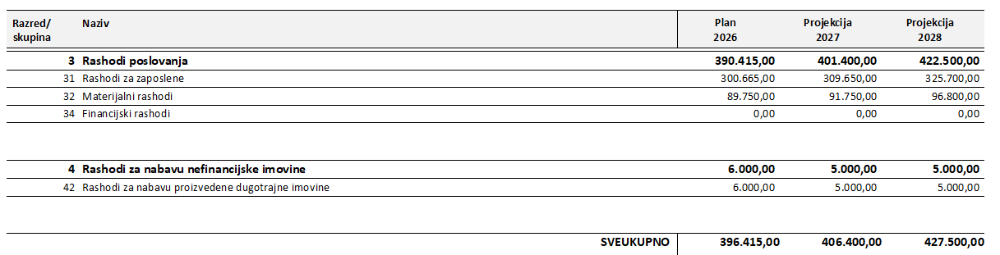 Razred/ Naziv Plan Projekcija Projekcija
skupina 2026 2027 2028
3 Rashodi poslovanja 390.415,00 401.400,00 422.500,00
31 Rashodi za zaposlene 300.665,00 309.650,00 325.700,00
32 Materijalni rashodi 89.750,00 91.750,00 96.800,00
34 Financijski rashodi 0,00 0,00 0,00
4 Rashodi za nabavu nefinancijske imovine 6.000,00 5.000,00 5.000,00
42 Rashodi za nabavu proizvedene dugotrajne imovine 6.000,00 5.000,00 5.000,00
SVEUKUPNO 396.415,00 406.400,00 427.500,00